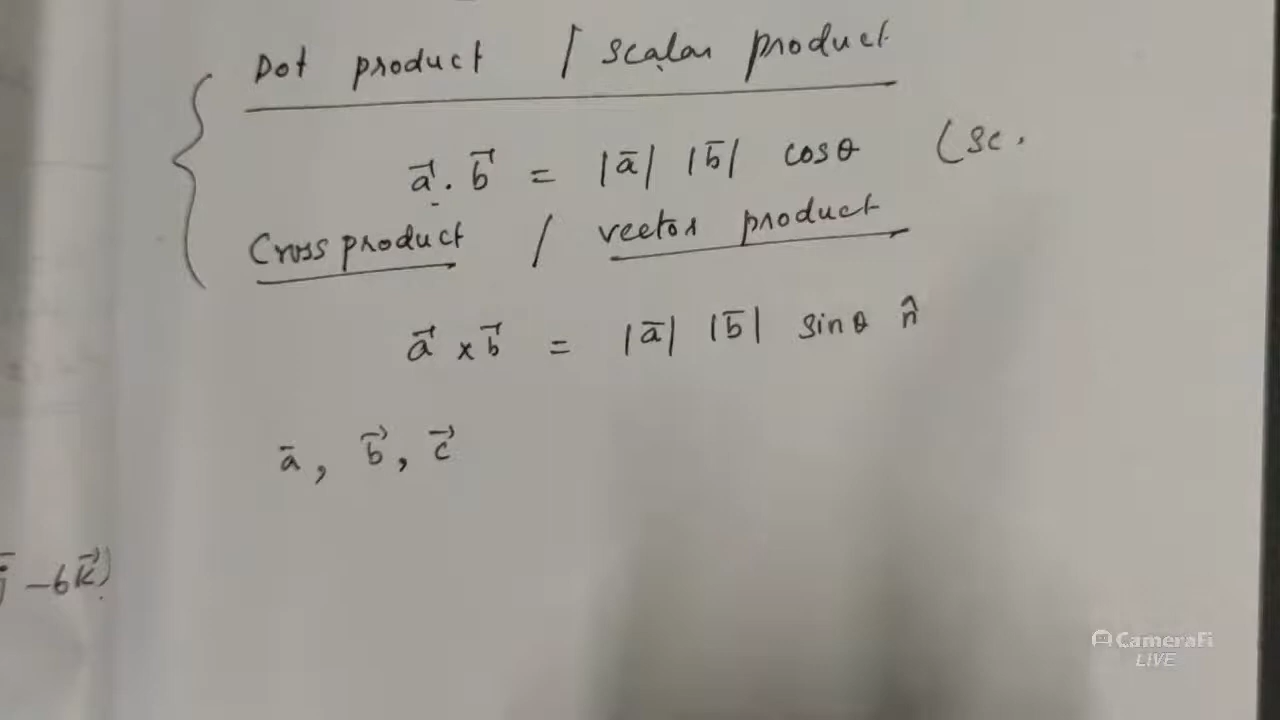 Dot product / scalar product
a⃗ . b⃗ = |a̅| |b̅| cosθ (sc.
Cross product / vector product
a⃗ × b⃗ = |a̅| |b̅| sinθ n̂
a̅, b⃗, c⃗
j̅ -6k⃗)
CameraFi
LIVE